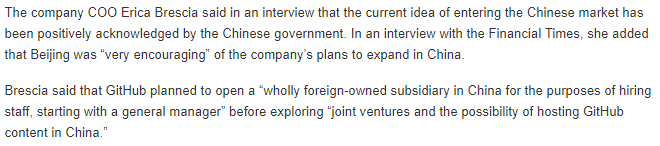 The company COO Erica Brescia said in an interview that the current idea of entering the Chinese market has
been positively acknowledged by the Chinese government. In an interview with the Financial Times, she added
that Beijing was “very encouraging” of the company’s plans to expand in China.
Brescia said that GitHub planned to open a “wholly foreign-owned subsidiary in China for the purposes of hiring
staff, starting with a general manager” before exploring “joint ventures and the possibility of hosting GitHub
content in China.”